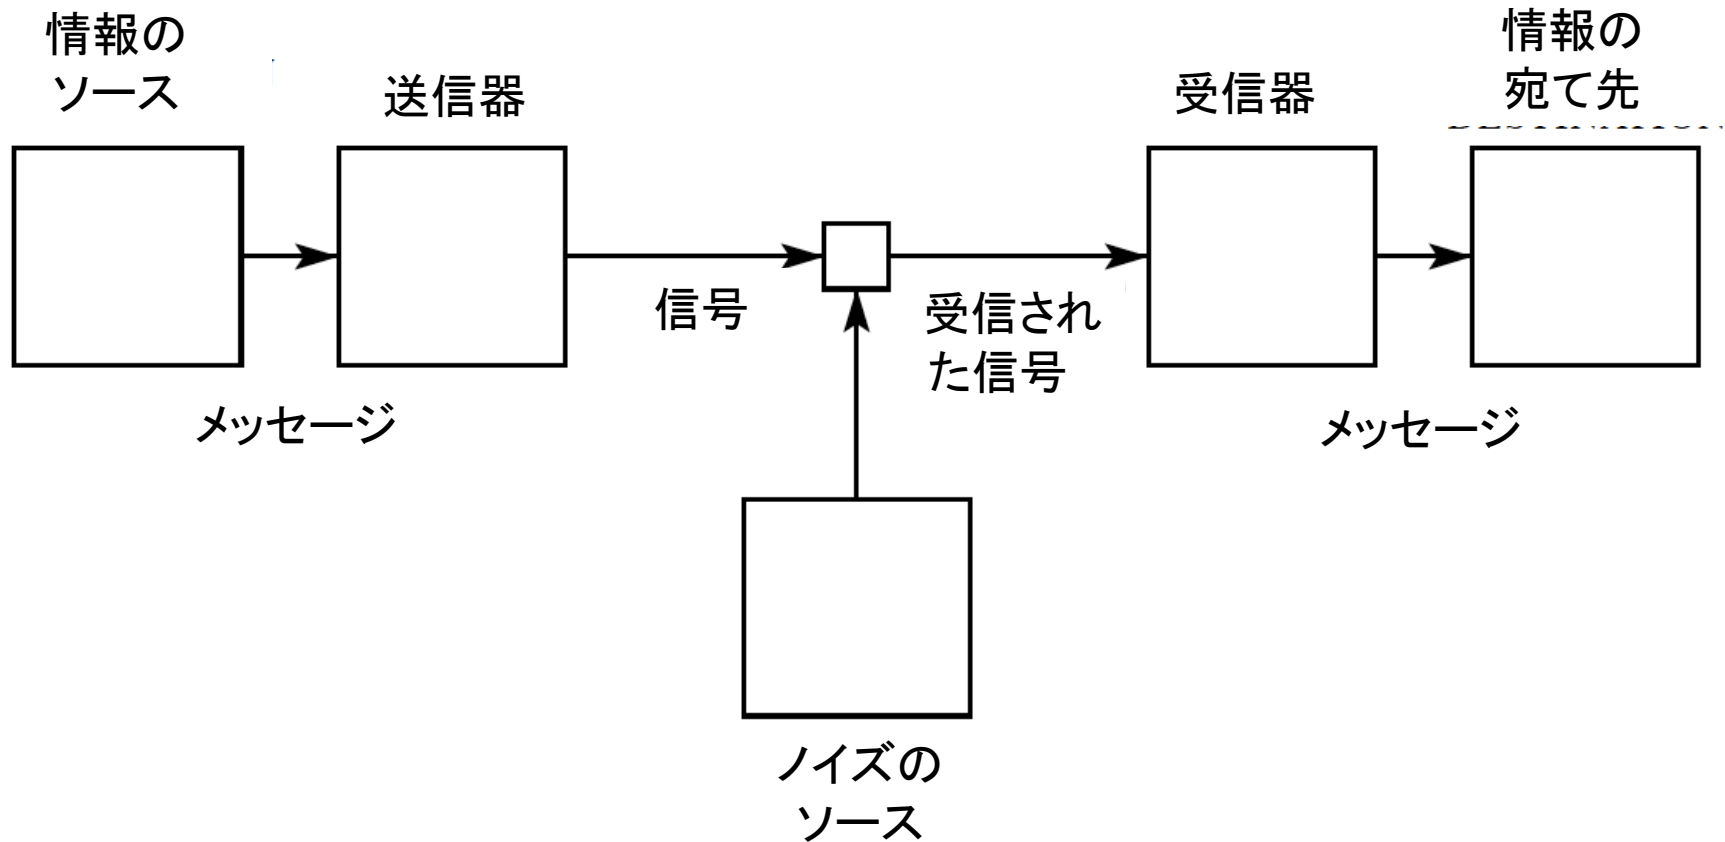 情報の
ソース
送信器
受信器
情報の
宛て先
信号
受信され
た信号
メッセージ
メッセージ
ノイズの
ソース